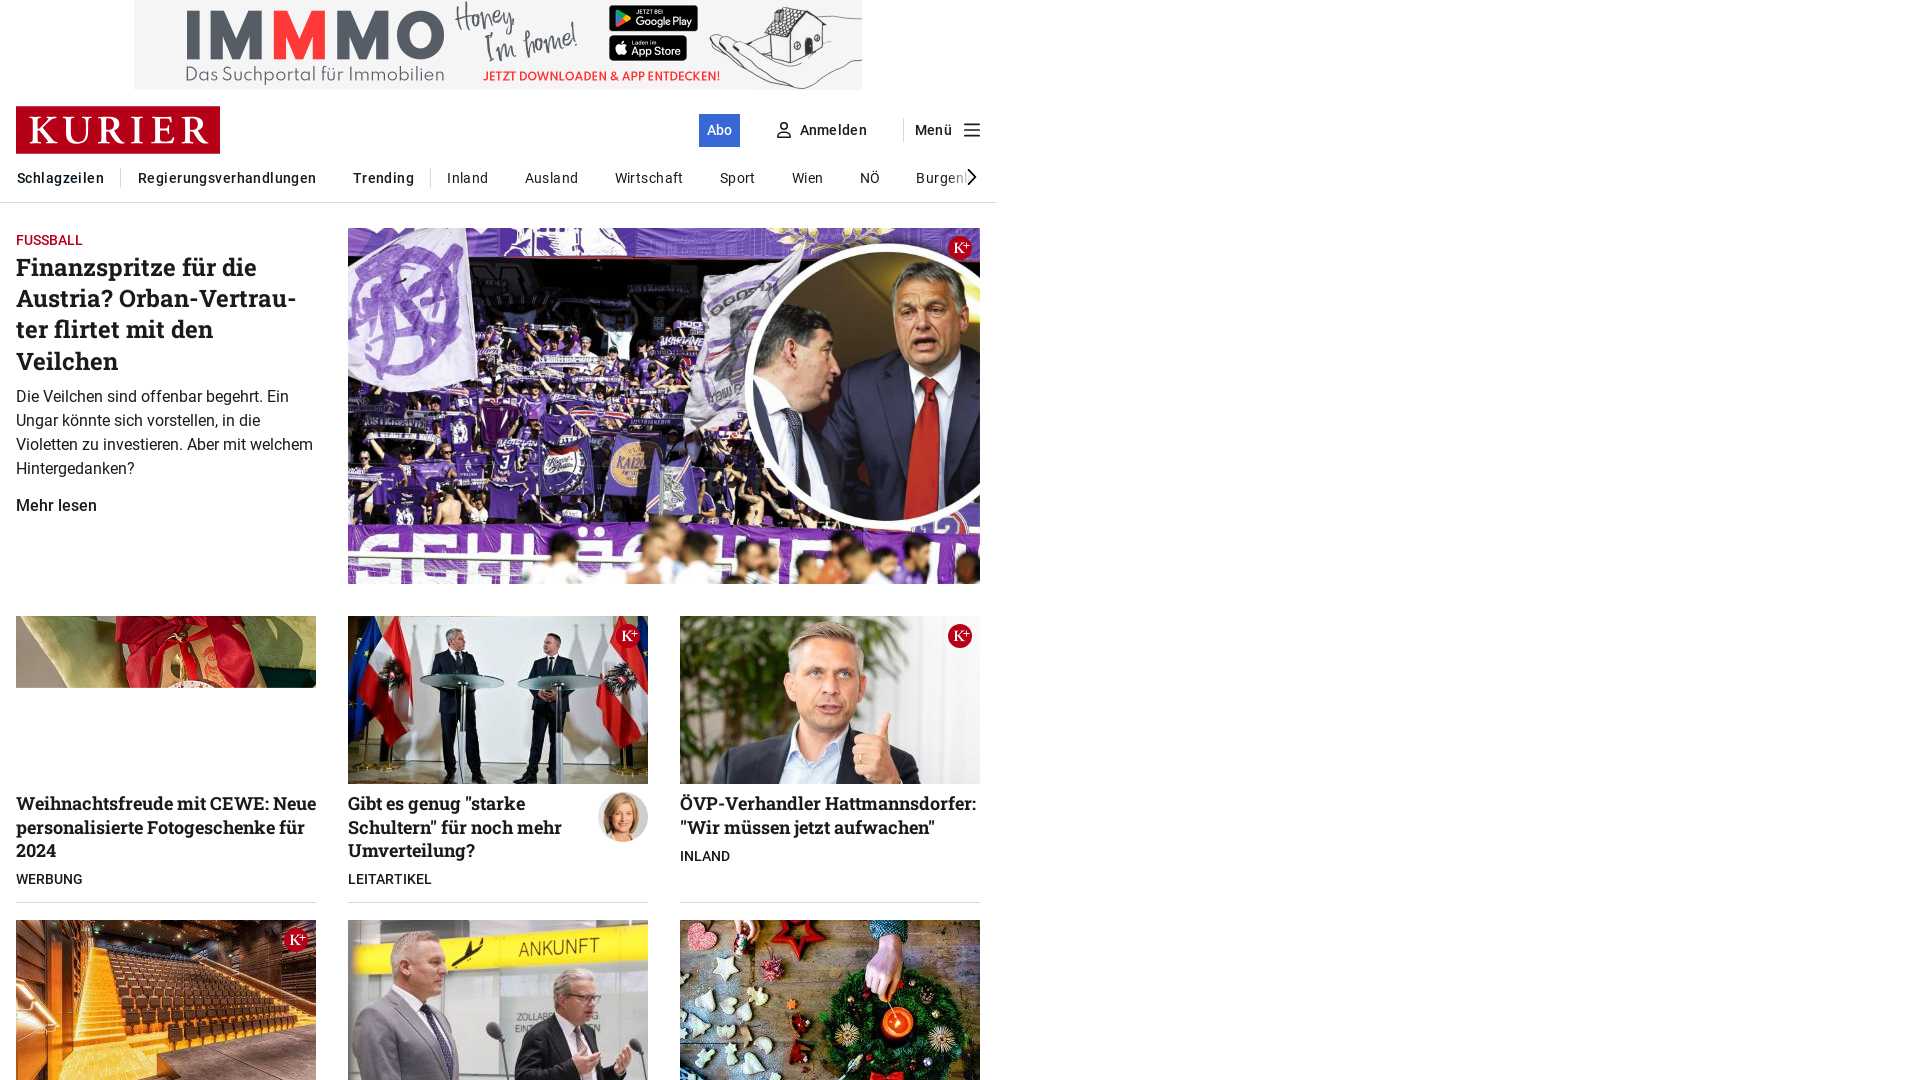 IMMMO
Das Suchportal für Immobilien
Honey,
I'm home!
JETZT BEI
Google Play
Laden im
App Store
JETZT DOWNLOADEN & APP ENTDECKEN!
KURIER
Abo
Anmelden
Menü
Schlagzeilen
Regierungsverhandlungen
Trending
Inland
Ausland
Wirtschaft
Sport
Wien
NÖ
Burgenl
FUSSBALL
Finanzspritze für die
Austria? Orban-Vertrau-
ter flirtet mit den
Veilchen
Die Veilchen sind offenbar begehrt. Ein
Ungar könnte sich vorstellen, in die
Violetten zu investieren. Aber mit welchem
Hintergedanken?
Mehr lesen
K+
K+
K+
Weihnachtsfreude mit CEWE: Neue
personalisierte Fotogeschenke für
2024
WERBUNG
Gibt es genug "starke
Schultern" für noch mehr
Umverteilung?
LEITARTIKEL
ÖVP-Verhandler Hattmannsdorfer:
"Wir müssen jetzt aufwachen"
INLAND
K+
ANKUNFT